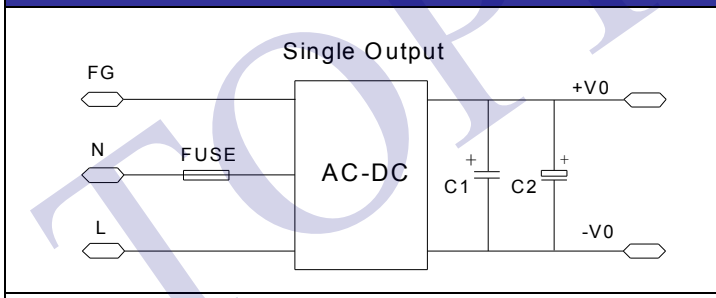 Single Output
FG
+V0
N
FUSE
AC-DC
+
C1
+
C2
L
-V0
TOP